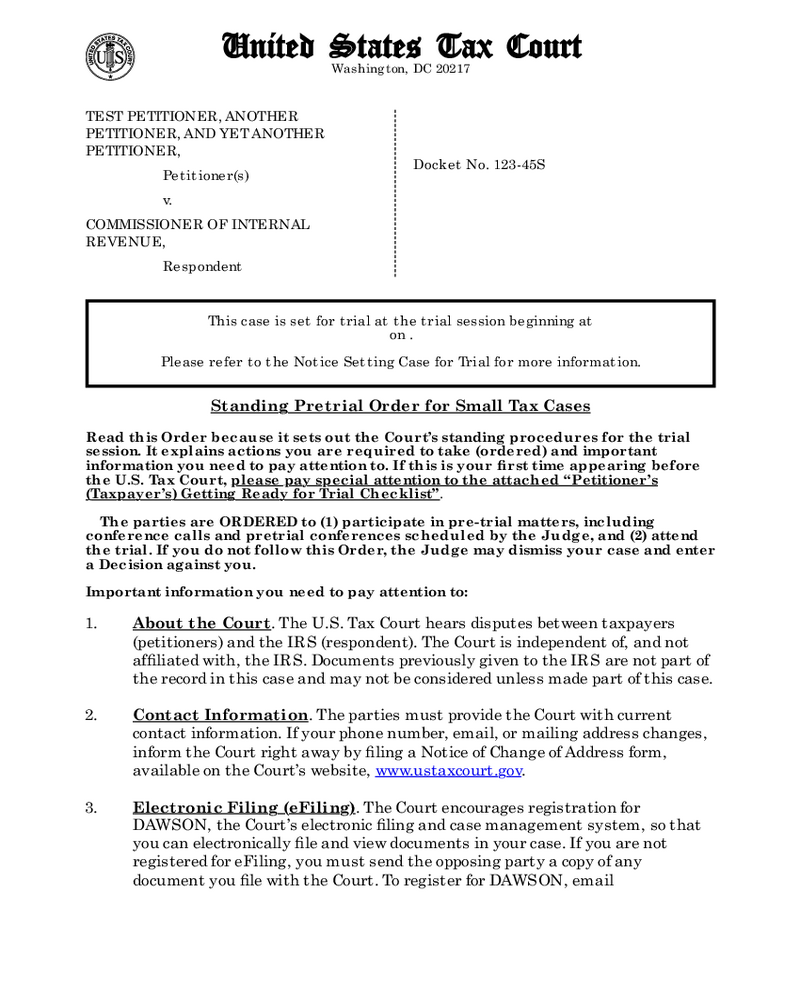 UNITED STATES TAX COURT
US
United States Tax Court
Washington, DC 20217
TEST PETITIONER, ANOTHER
PETITIONER, AND YET ANOTHER
PETITIONER,
Petitioner(s)
v.
COMMISSIONER OF INTERNAL
REVENUE,
Respondent
Docket No. 123-45S
This case is set for trial at the trial session beginning at
on .
Please refer to the Notice Setting Case for Trial for more information.
Standing Pretrial Order for Small Tax Cases
Read this Order because it sets out the Court’s standing procedures for the trial
session. It explains actions you are required to take (ordered) and important
information you need to pay attention to. If this is your first time appearing before
the U.S. Tax Court, please pay special attention to the attached “Petitioner’s
(Taxpayer’s) Getting Ready for Trial Checklist”.
The parties are ORDERED to (1) participate in pre-trial matters, including
conference calls and pretrial conferences scheduled by the Judge, and (2) attend
the trial. If you do not follow this Order, the Judge may dismiss your case and enter
a Decision against you.
Important information you need to pay attention to:
1. About the Court. The U.S. Tax Court hears disputes between taxpayers
(petitioners) and the IRS (respondent). The Court is independent of, and not
affiliated with, the IRS. Documents previously given to the IRS are not part of
the record in this case and may not be considered unless made part of this case.
2. Contact Information. The parties must provide the Court with current
contact information. If your phone number, email, or mailing address changes,
inform the Court right away by filing a Notice of Change of Address form,
available on the Court’s website, www.ustaxcourt.gov.
3. Electronic Filing (eFiling). The Court encourages registration for
DAWSON, the Court’s electronic filing and case management system, so that
you can electronically file and view documents in your case. If you are not
registered for eFiling, you must send the opposing party a copy of any
document you file with the Court. To register for DAWSON, email